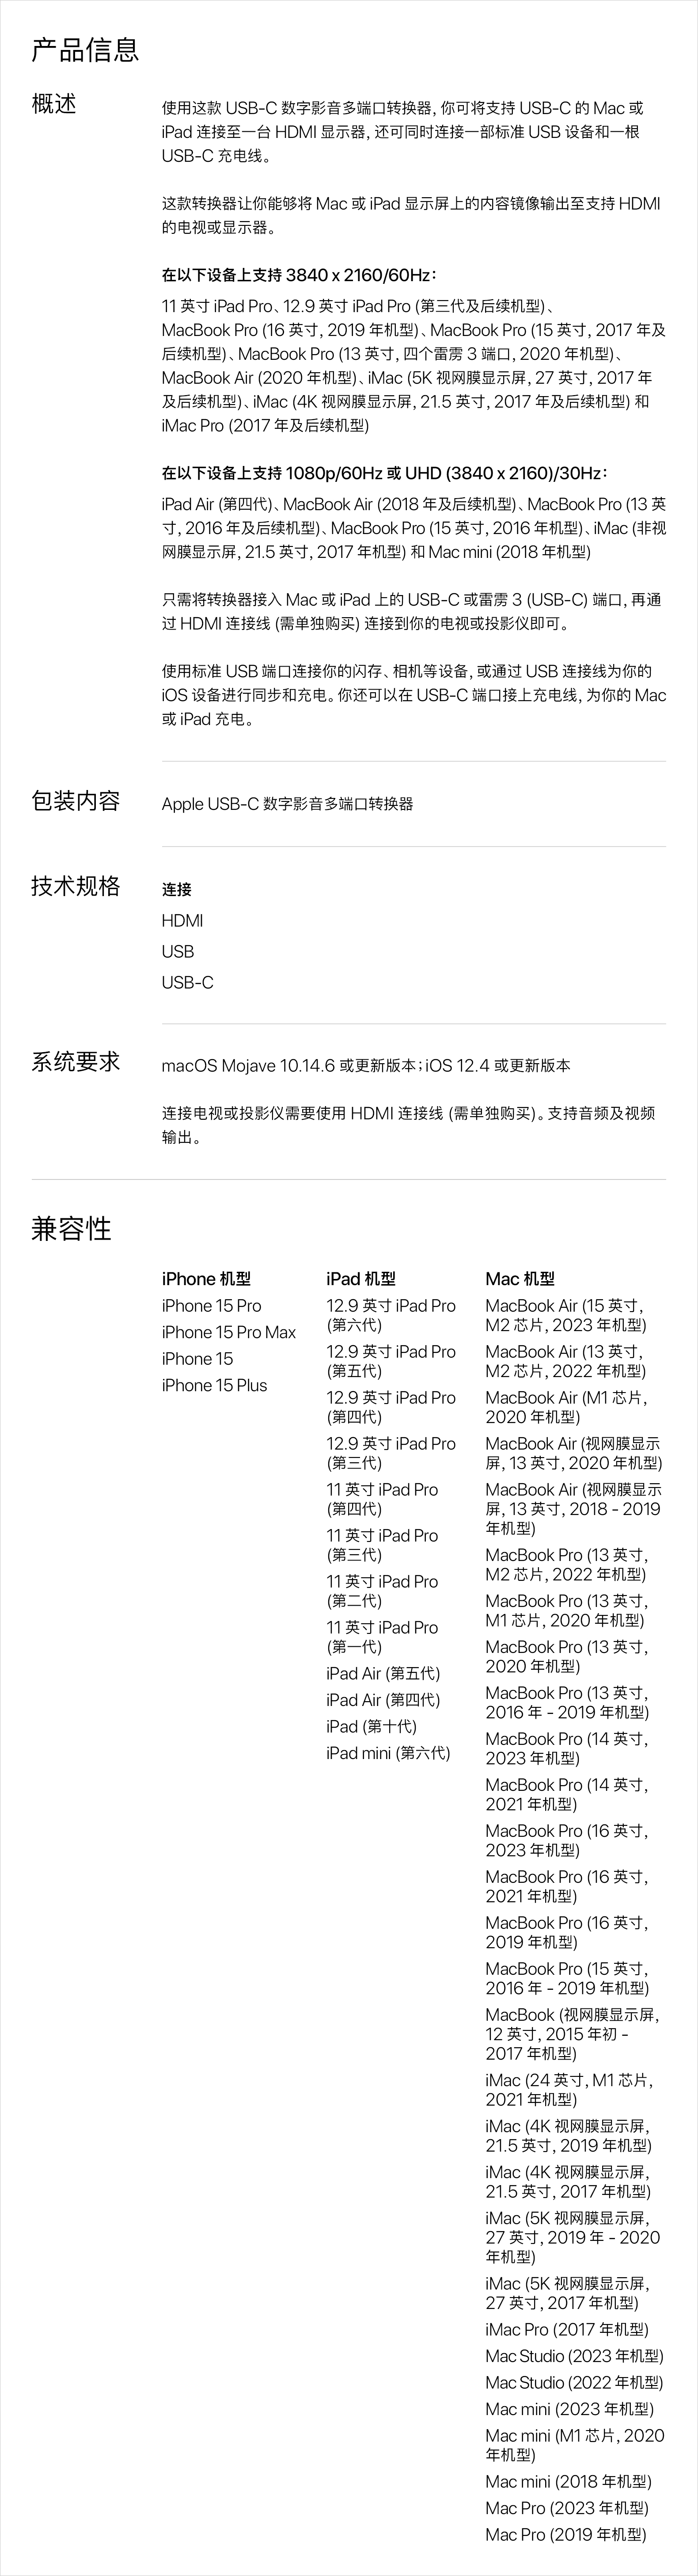 产品信息
概述
使用这款 USB-C 数字影音多端口转换器, 你可将支持 USB-C 的 Mac 或
iPad 连接至一台 HDMI 显示器, 还可同时连接一部标准 USB 设备和一根
USB-C 充电线。
这款转换器让你能够将 Mac 或 iPad 显示屏上的内容镜像输出至支持 HDMI
的电视或显示器。
在以下设备上支持 3840 x 2160/60Hz：
11 英寸 iPad Pro、12.9 英寸 iPad Pro (第三代及后续机型)、
MacBook Pro (16 英寸, 2019 年机型)、MacBook Pro (15 英寸, 2017 年及
后续机型)、MacBook Pro (13 英寸, 四个雷雳 3 端口, 2020 年机型)、
MacBook Air (2020 年机型)、iMac (5K 视网膜显示屏, 27 英寸, 2017 年
及后续机型)、iMac (4K 视网膜显示屏, 21.5 英寸, 2017 年及后续机型) 和
iMac Pro (2017 年及后续机型)
在以下设备上支持 1080p/60Hz 或 UHD (3840 x 2160)/30Hz：
iPad Air (第四代)、MacBook Air (2018 年及后续机型)、MacBook Pro (13 英
寸, 2016 年及后续机型)、MacBook Pro (15 英寸, 2016 年机型)、iMac (非视
网膜显示屏, 21.5 英寸, 2017 年机型) 和 Mac mini (2018 年机型)
只需将转换器接入 Mac 或 iPad 上的 USB-C 或雷雳 3 (USB-C) 端口, 再通
过 HDMI 连接线 (需单独购买) 连接到你的电视或投影仪即可。
使用标准 USB 端口连接你的闪存、相机等设备, 或通过 USB 连接线为你的
iOS 设备进行同步和充电。你还可以在 USB-C 端口接上充电线, 为你的 Mac
或 iPad 充电。
包装内容
Apple USB-C 数字影音多端口转换器
技术规格
连接
HDMI
USB
USB-C
系统要求
macOS Mojave 10.14.6 或更新版本；iOS 12.4 或更新版本
连接电视或投影仪需要使用 HDMI 连接线 (需单独购买)。支持音频及视频
输出。
兼容性
iPhone 机型
iPhone 15 Pro
iPhone 15 Pro Max
iPhone 15
iPhone 15 Plus
iPad 机型
12.9 英寸 iPad Pro
(第六代)
12.9 英寸 iPad Pro
(第五代)
12.9 英寸 iPad Pro
(第四代)
12.9 英寸 iPad Pro
(第三代)
11 英寸 iPad Pro
(第四代)
11 英寸 iPad Pro
(第三代)
11 英寸 iPad Pro
(第二代)
11 英寸 iPad Pro
(第一代)
iPad Air (第五代)
iPad Air (第四代)
iPad (第十代)
iPad mini (第六代)
Mac 机型
MacBook Air (15 英寸,
M2 芯片, 2023 年机型)
MacBook Air (13 英寸,
M2 芯片, 2022 年机型)
MacBook Air (M1 芯片,
2020 年机型)
MacBook Air (视网膜显示
屏, 13 英寸, 2020 年机型)
MacBook Air (视网膜显示
屏, 13 英寸, 2018 - 2019
年机型)
MacBook Pro (13 英寸,
M2 芯片, 2022 年机型)
MacBook Pro (13 英寸,
M1 芯片, 2020 年机型)
MacBook Pro (13 英寸,
2020 年机型)
MacBook Pro (13 英寸,
2016 年 - 2019 年机型)
MacBook Pro (14 英寸,
2023 年机型)
MacBook Pro (14 英寸,
2021 年机型)
MacBook Pro (16 英寸,
2023 年机型)
MacBook Pro (16 英寸,
2021 年机型)
MacBook Pro (16 英寸,
2019 年机型)
MacBook Pro (15 英寸,
2016 年 - 2019 年机型)
MacBook (视网膜显示屏,
12 英寸, 2015 年初 -
2017 年机型)
iMac (24 英寸, M1 芯片,
2021 年机型)
iMac (4K 视网膜显示屏,
21.5 英寸, 2019 年机型)
iMac (4K 视网膜显示屏,
21.5 英寸, 2017 年机型)
iMac (5K 视网膜显示屏,
27 英寸, 2019 年 - 2020
年机型)
iMac (5K 视网膜显示屏,
27 英寸, 2017 年机型)
iMac Pro (2017 年机型)
Mac Studio (2023 年机型)
Mac Studio (2022 年机型)
Mac mini (2023 年机型)
Mac mini (M1 芯片, 2020
年机型)
Mac mini (2018 年机型)
Mac Pro (2023 年机型)
Mac Pro (2019 年机型)